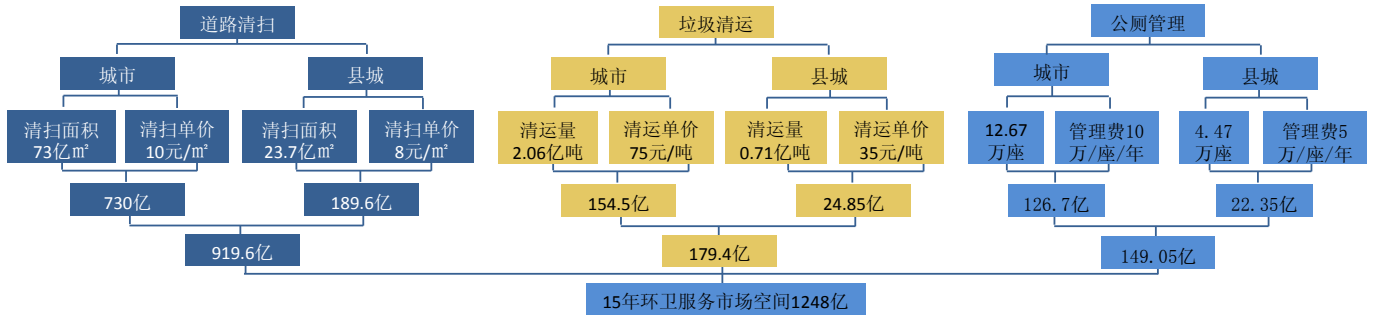 道路清扫
城市
县城
清扫面积
73亿㎡
清扫单价
10元/㎡
清扫面积
23.7亿㎡
清扫单价
8元/㎡
730亿
189.6亿
919.6亿
垃圾清运
城市
县城
清运量
2.06亿吨
清运单价
75元/吨
清运量
0.71亿吨
清运单价
35元/吨
154.5亿
24.85亿
179.4亿
公厕管理
城市
县城
12.67
万座
管理费10
万/座/年
4.47
万座
管理费5
万/座/年
126.7亿
22.35亿
149.05亿
15年环卫服务市场空间1248亿